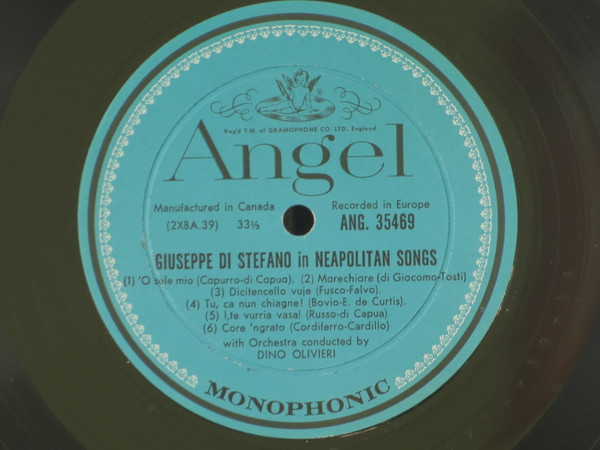 Reg'd T.M. of GRAMOPHONE CO. LTD., England
Angel
Manufactured in Canada Recorded in Europe
(2XBA.39) 33⅓ ANG. 35469
GIUSEPPE DI STEFANO in NEAPOLITAN SONGS
(1) 'O sole mio (Capurro-di Capua). (2) Marechiare (di Giacomo-Tosti)
(3) Dicitencello vuje (Fusco-Falvo).
(4) Tu, ca nun chiagne! (Bovio-E. de Curtis).
(5) I,te vurria vasa! (Russo-di Capua)
(6) Core 'ngrato (Cordiferro-Cardillo)
with Orchestra conducted by
DINO OLIVIERI
MONOPHONIC